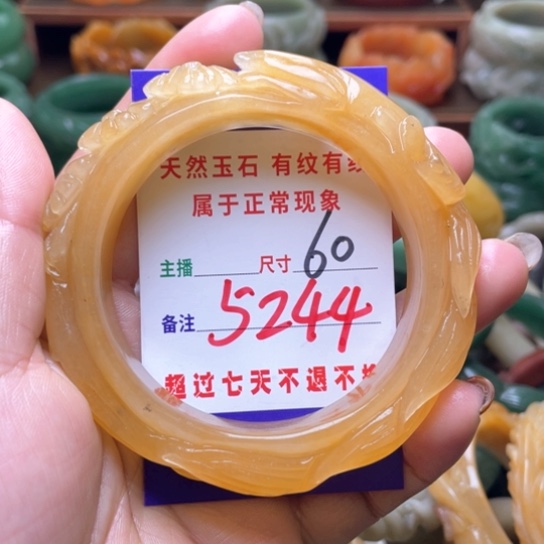 天然玉石 有纹有
属于正常现象
主播 尺寸 60
备注 5244
超过七天不退不